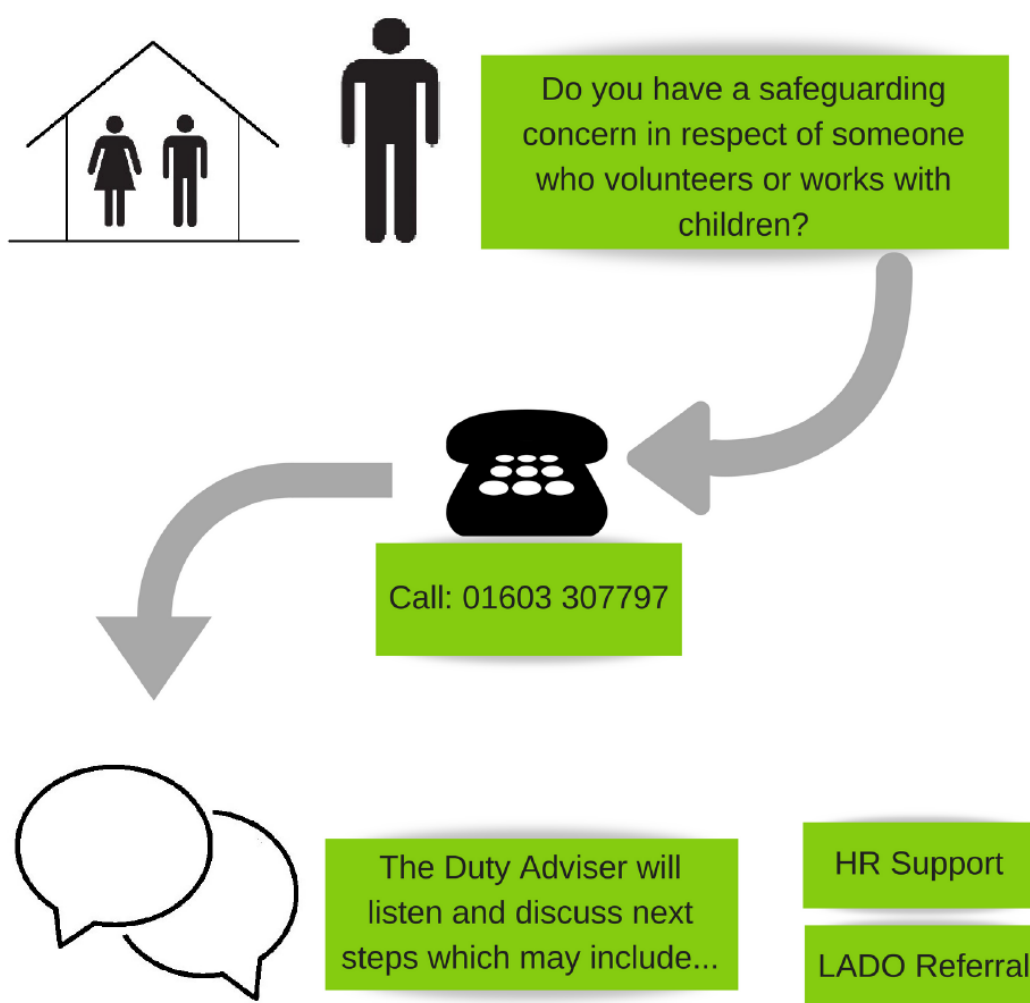 Do you have a safeguarding
concern in respect of someone
who volunteers or works with
children?
Call: 01603 307797
The Duty Adviser will
listen and discuss next
steps which may include...
HR Support
LADO Referral